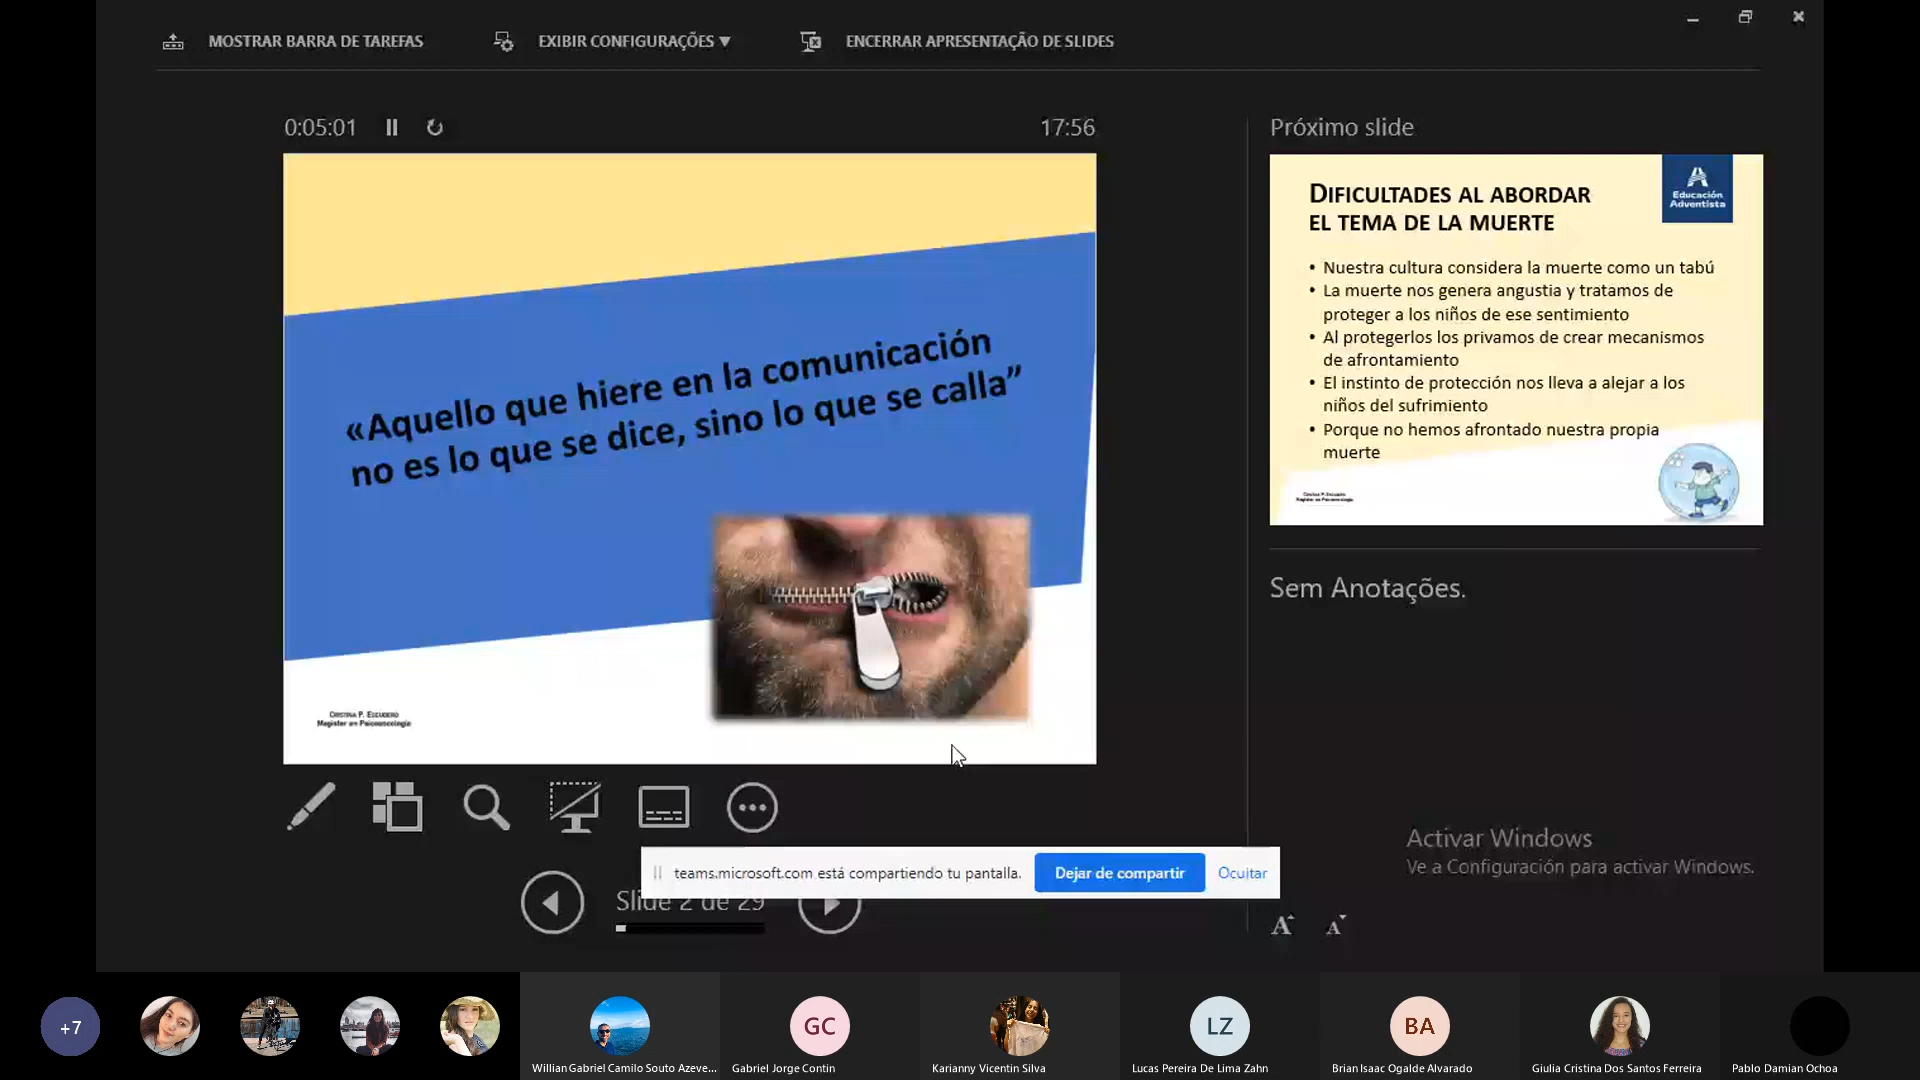 MOSTRAR BARRA DE TAREFAS
EXIBIR CONFIGURAÇÕES ▼
ENCERRAR APRESENTAÇÃO DE SLIDES
0:05:01
17:56
«Aquello que hiere en la comunicación
no es lo que se dice, sino lo que se calla”
CRISTINA P. ESCUDERO
Magister en Psicooncología
Próximo slide
DIFICULTADES AL ABORDAR
EL TEMA DE LA MUERTE
Educación
Adventista
• Nuestra cultura considera la muerte como un tabú
• La muerte nos genera angustia y tratamos de
proteger a los niños de ese sentimiento
• Al protegerlos los privamos de crear mecanismos
de afrontamiento
• El instinto de protección nos lleva a alejar a los
niños del sufrimiento
• Porque no hemos afrontado nuestra propia
muerte
CRISTINA P. ESCUDERO
Magister en Psicooncología
Sem Anotações.
Activar Windows
Ve a Configuración para activar Windows.
teams.microsoft.com está compartiendo tu pantalla.
Dejar de compartir
Ocultar
Slide 2 de 29
A A
+7
GC
LZ
BA
Willian Gabriel Camilo Souto Azeve...
Gabriel Jorge Contin
Karianny Vicentin Silva
Lucas Pereira De Lima Zahn
Brian Isaac Ogalde Alvarado
Giulia Cristina Dos Santos Ferreira
Pablo Damian Ochoa